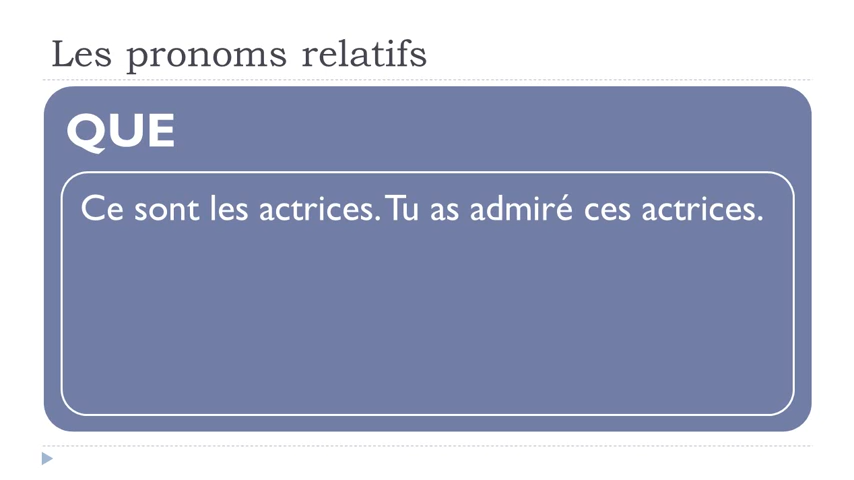 Les pronoms relatifs
QUE
Ce sont les actrices. Tu as admiré ces actrices.